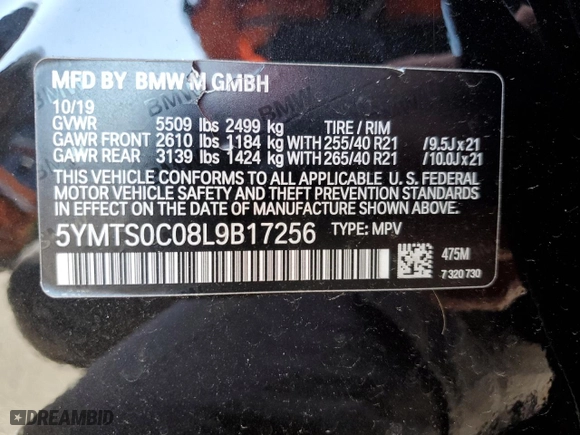 MFD BY BMW M GMBH
10/19
GVWR 5509 lbs 2499 kg TIRE / RIM
GAWR FRONT 2610 lbs 1184 kg WITH 255/40 R21 /9.5J x 21
GAWR REAR 3139 lbs 1424 kg WITH 265/40 R21 /10.0J x 21
THIS VEHICLE CONFORMS TO ALL APPLICABLE U. S. FEDERAL
MOTOR VEHICLE SAFETY AND THEFT PREVENTION STANDARDS
IN EFFECT ON THE DATE OF MANUFACTURE SHOWN ABOVE.
5YMTS0C08L9B17256 TYPE: MPV
475M
7 320 730
DREAMBID